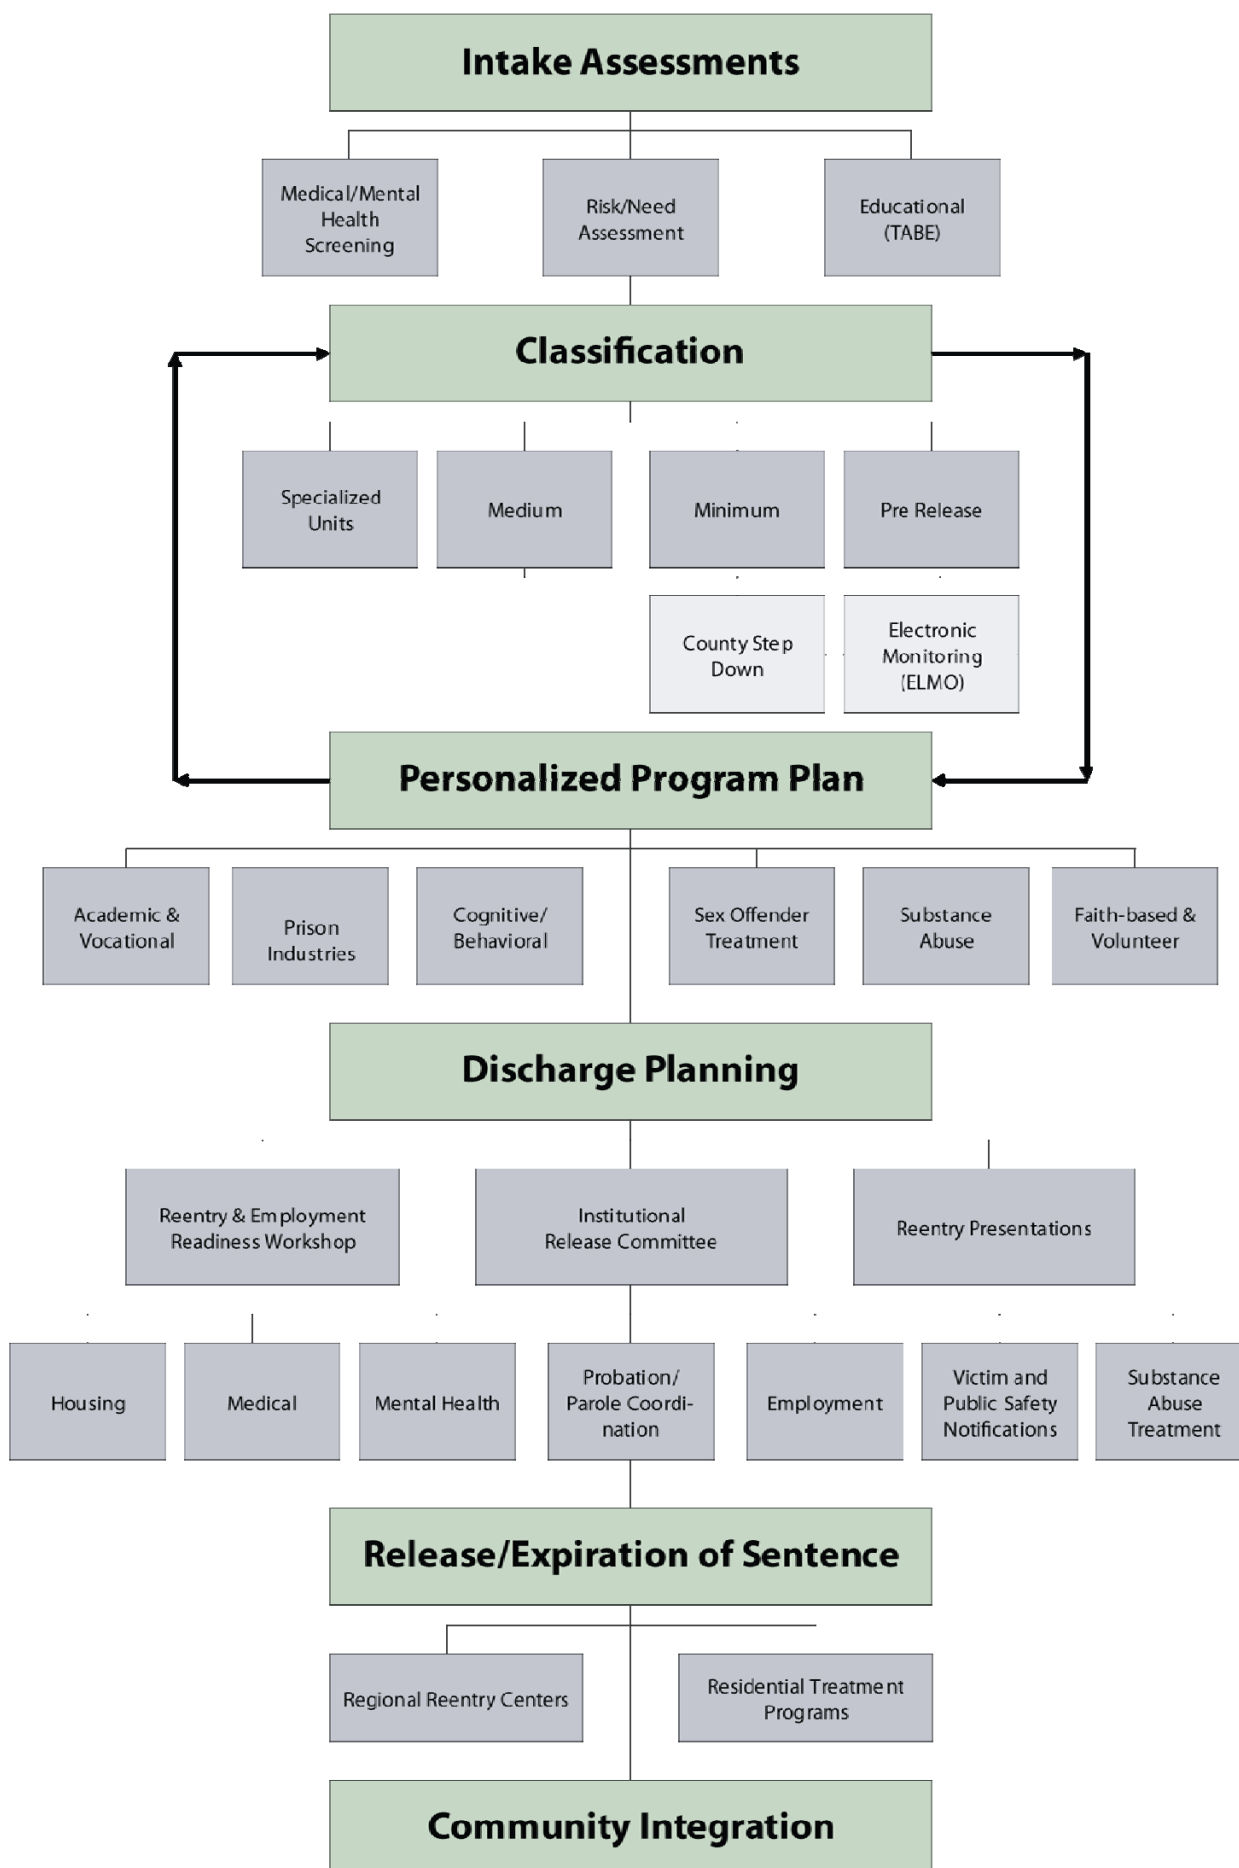 Intake Assessments
Medical/Mental
Health
Screening
Risk/Need
Assessment
Educational
(TABE)
Classification
Specialized
Units
Medium
Minimum
Pre Release
County Step
Down
Electronic
Monitoring
(ELMO)
Personalized Program Plan
Academic &
Vocational
Prison
Industries
Cognitive/
Behavioral
Sex Offender
Treatment
Substance
Abuse
Faith-based &
Volunteer
Discharge Planning
Reentry & Employment
Readiness Workshop
Institutional
Release Committee
Reentry Presentations
Housing
Medical
Mental Health
Probation/
Parole Coordi-
nation
Employment
Victim and
Public Safety
Notifications
Substance
Abuse
Treatment
Release/Expiration of Sentence
Regional Reentry Centers
Residential Treatment
Programs
Community Integration